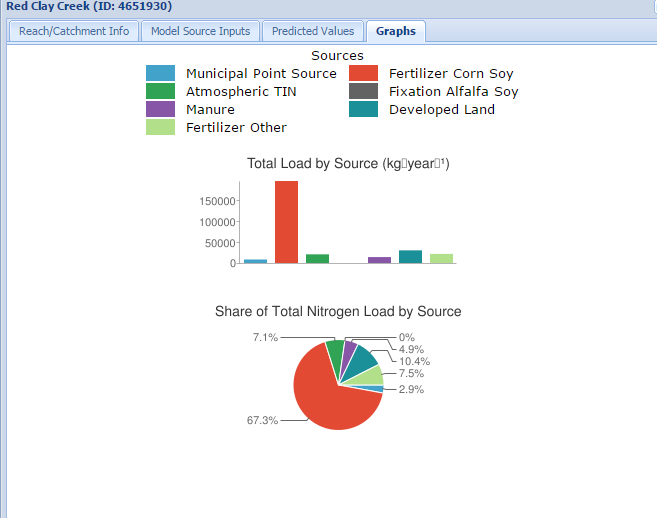 Red Clay Creek (ID: 4651930)
Reach/Catchment Info Model Source Inputs Predicted Values Graphs
Sources
Municipal Point Source Fertilizer Corn Soy
Atmospheric TIN Fixation Alfalfa Soy
Manure Developed Land
Fertilizer Other
Total Load by Source (kg▯year▯¹)
150000
100000
50000
0
Share of Total Nitrogen Load by Source
7.1% 0%
4.9%
10.4%
7.5%
2.9%
67.3%